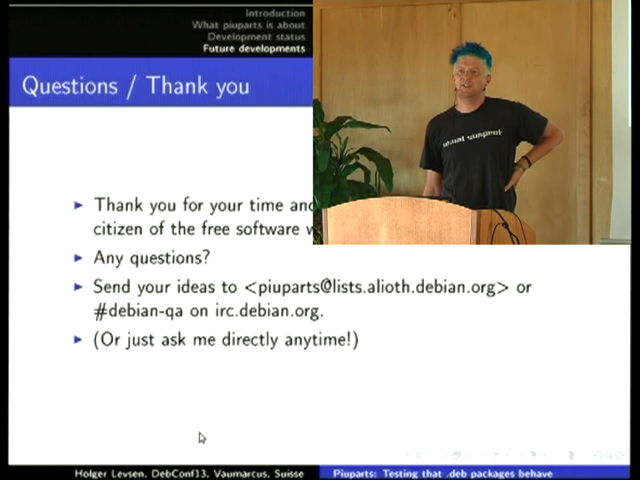 Introduction
What piuparts is about
Development status
Future developments
Questions / Thank you
Thank you for your time and
citizen of the free software
Any questions?
Send your ideas to <piuparts@lists.alioth.debian.org> or
#debian-qa on irc.debian.org.
(Or just ask me directly anytime!)
usual suspect
Holger Levsen, DebConf13, Vaumarcus, Suisse
Piuparts: Testing that .deb packages behave